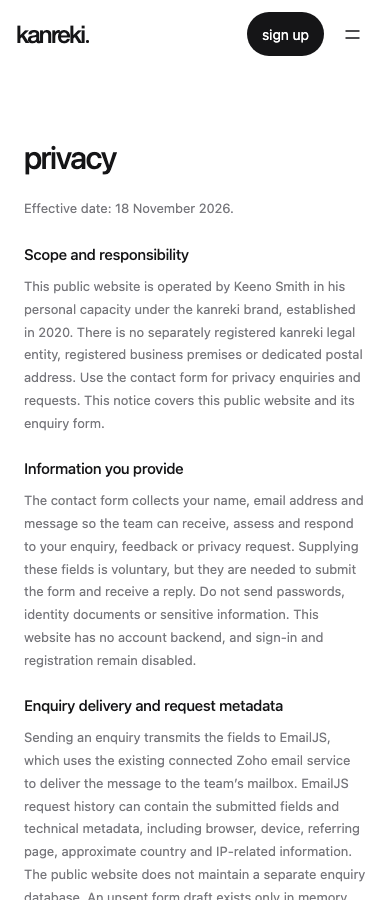 kanreki.
sign up
privacy
Effective date: 18 November 2026.
Scope and responsibility
This public website is operated by Keeno Smith in his
personal capacity under the kanreki brand, established
in 2020. There is no separately registered kanreki legal
entity, registered business premises or dedicated postal
address. Use the contact form for privacy enquiries and
requests. This notice covers this public website and its
enquiry form.
Information you provide
The contact form collects your name, email address and
message so the team can receive, assess and respond
to your enquiry, feedback or privacy request. Supplying
these fields is voluntary, but they are needed to submit
the form and receive a reply. Do not send passwords,
identity documents or sensitive information. This
website has no account backend, and sign-in and
registration remain disabled.
Enquiry delivery and request metadata
Sending an enquiry transmits the fields to EmailJS,
which uses the existing connected Zoho email service
to deliver the message to the team’s mailbox. EmailJS
request history can contain the submitted fields and
technical metadata, including browser, device, referring
page, approximate country and IP-related information.
The public website does not maintain a separate enquiry
database. An unsent form draft exists only in memory